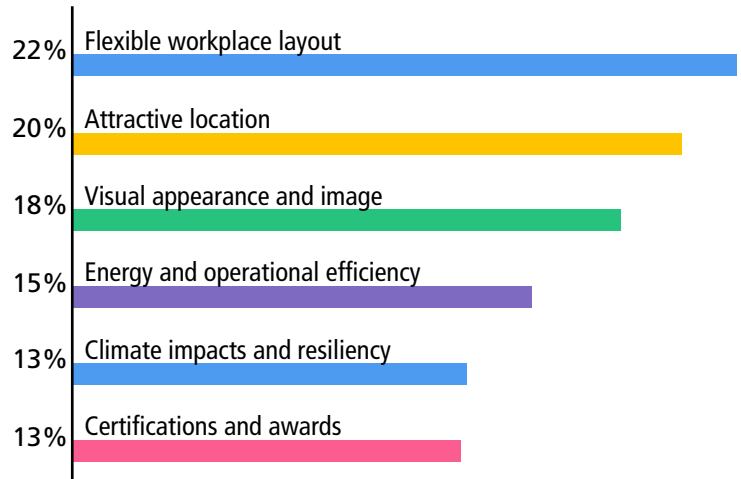 22% Flexible workplace layout
20% Attractive location
18% Visual appearance and image
15% Energy and operational efficiency
13% Climate impacts and resiliency
13% Certifications and awards